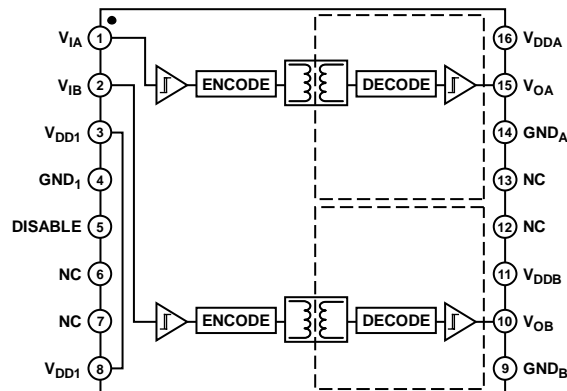 V_IA 1 16 V_DDA
ENCODE DECODE
V_IB 2 15 V_OA
V_DD1 3 14 GND_A
GND_1 4 13 NC
DISABLE 5 12 NC
NC 6 11 V_DDB
NC 7 ENCODE DECODE 10 V_OB
V_DD1 8 9 GND_B